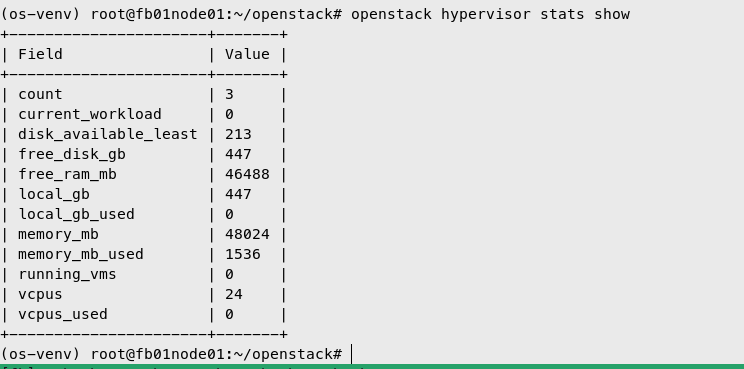 (os-venv) root@fb01node01:~/openstack# openstack hypervisor stats show
+----------------------+-------+
| Field                | Value |
+----------------------+-------+
| count                | 3     |
| current_workload     | 0     |
| disk_available_least | 213   |
| free_disk_gb         | 447   |
| free_ram_mb          | 46488 |
| local_gb             | 447   |
| local_gb_used        | 0     |
| memory_mb            | 48024 |
| memory_mb_used       | 1536  |
| running_vms          | 0     |
| vcpus                | 24    |
| vcpus_used           | 0     |
+----------------------+-------+
(os-venv) root@fb01node01:~/openstack#